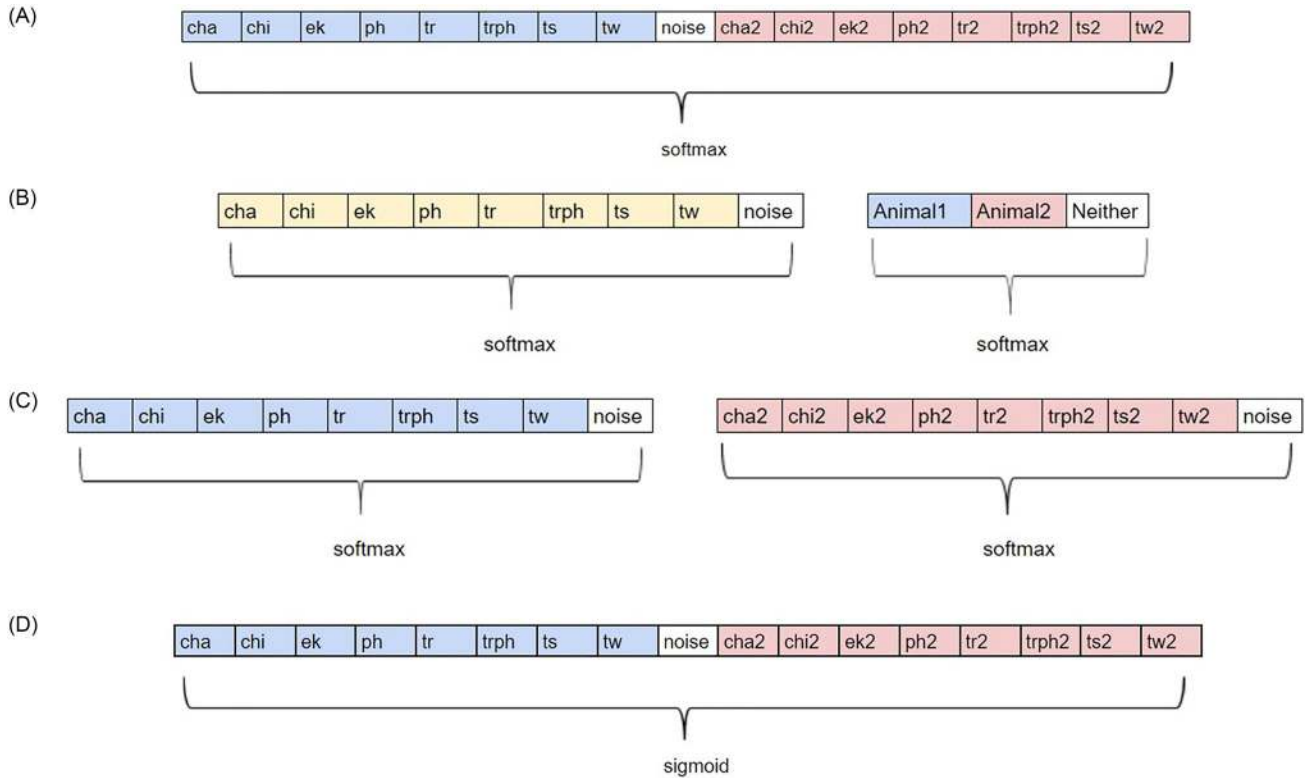 (A)
cha chi ek ph tr trph ts tw noise cha2 chi2 ek2 ph2 tr2 trph2 ts2 tw2
softmax
(B)
cha chi ek ph tr trph ts tw noise Animal1 Animal2 Neither
softmax softmax
(C)
cha chi ek ph tr trph ts tw noise cha2 chi2 ek2 ph2 tr2 trph2 ts2 tw2 noise
softmax softmax
(D)
cha chi ek ph tr trph ts tw noise cha2 chi2 ek2 ph2 tr2 trph2 ts2 tw2
sigmoid